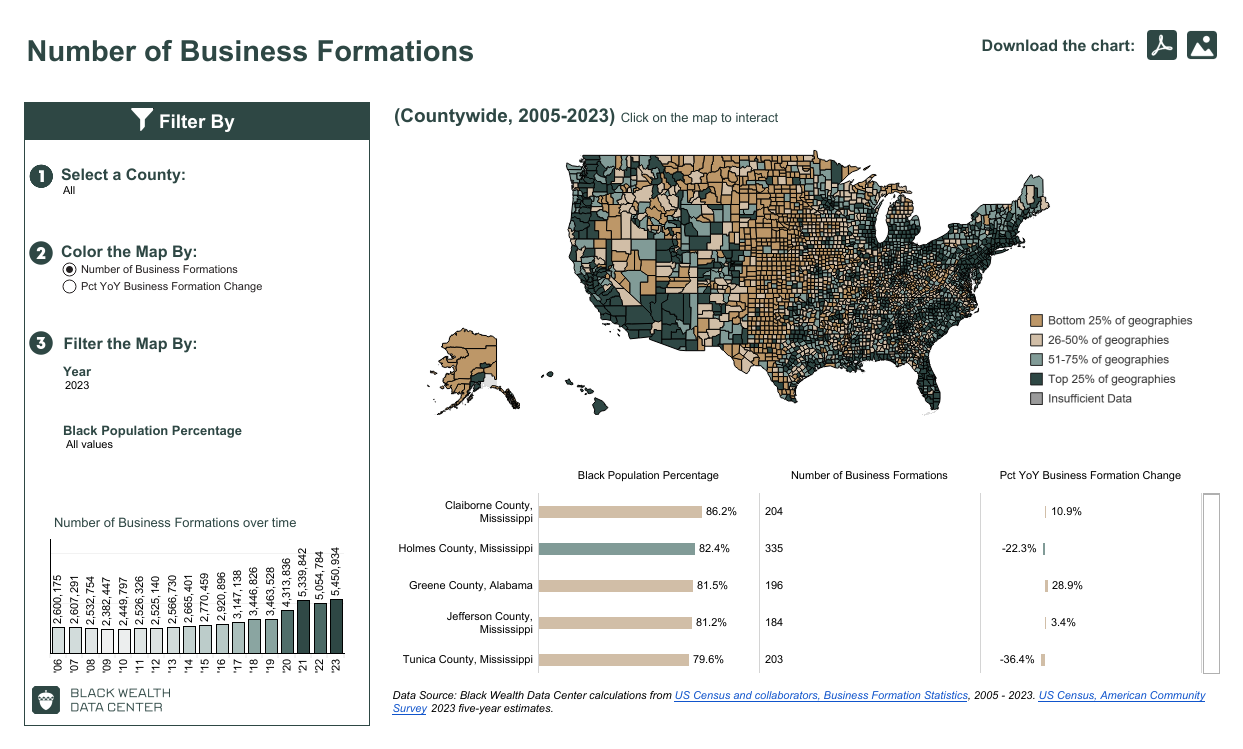 Number of Business Formations
Download the chart:
Filter By
1 Select a County:
All
2 Color the Map By:
Number of Business Formations
Pct YoY Business Formation Change
3 Filter the Map By:
Year
2023
Black Population Percentage
All values
Number of Business Formations over time
2,600,175
2,607,291
2,532,754
2,382,447
2,449,797
2,526,326
2,525,140
2,566,730
2,665,401
2,770,459
2,920,896
3,147,138
3,446,826
3,463,528
4,313,836
5,339,842
5,054,784
5,450,934
'06 '07 '08 '09 '10 '11 '12 '13 '14 '15 '16 '17 '18 '19 '20 '21 '22 '23
BLACK WEALTH
DATA CENTER
(Countywide, 2005-2023) Click on the map to interact
Bottom 25% of geographies
26-50% of geographies
51-75% of geographies
Top 25% of geographies
Insufficient Data
Black Population Percentage Number of Business Formations Pct YoY Business Formation Change
Claiborne County,
Mississippi 86.2% 204 10.9%
Holmes County, Mississippi 82.4% 335 -22.3%
Greene County, Alabama 81.5% 196 28.9%
Jefferson County,
Mississippi 81.2% 184 3.4%
Tunica County, Mississippi 79.6% 203 -36.4%
Data Source: Black Wealth Data Center calculations from US Census and collaborators, Business Formation Statistics, 2005 - 2023. US Census, American Community
Survey 2023 five-year estimates.